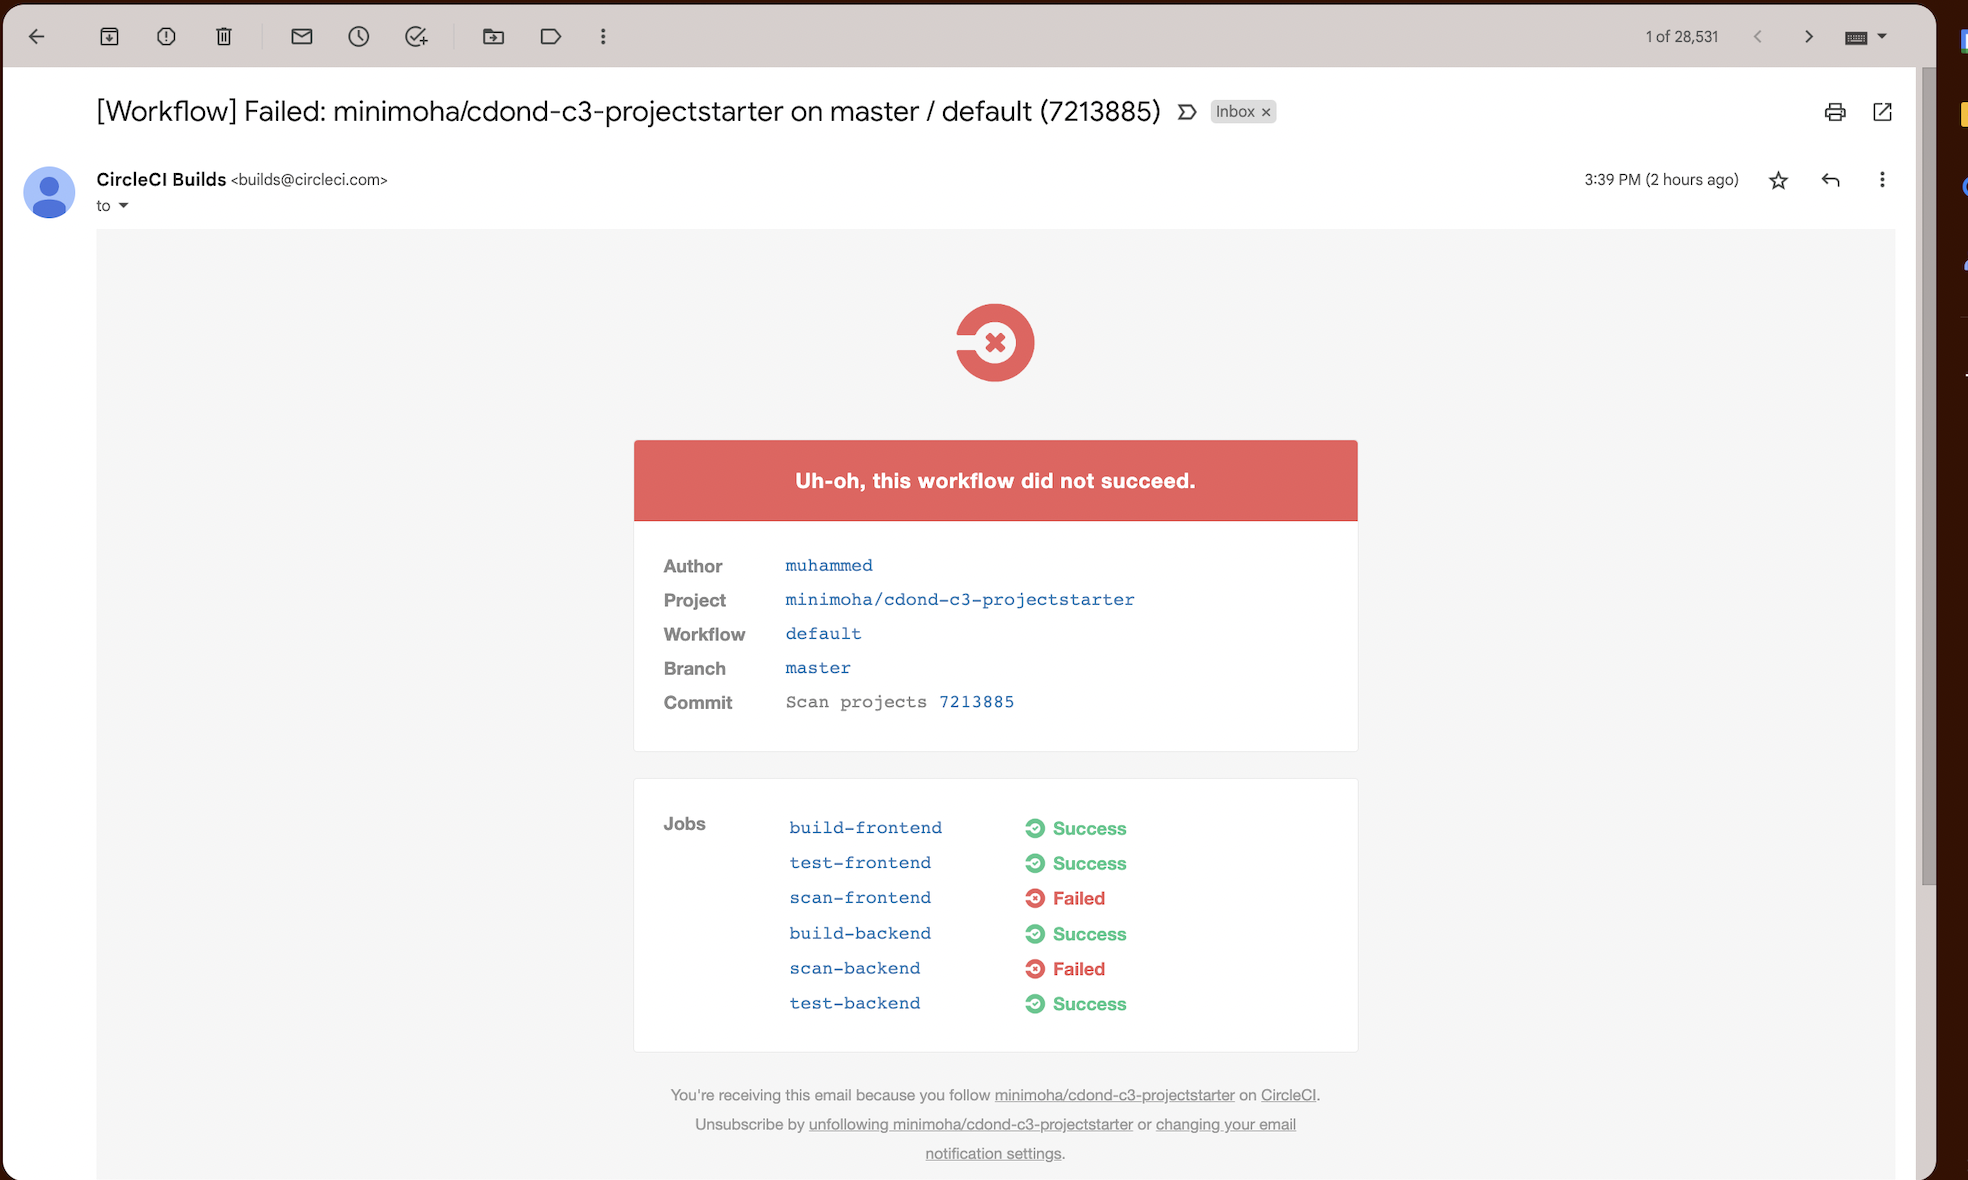 1 of 28,531
[Workflow] Failed: minimoha/cdond-c3-projectstarter on master / default (7213885)
Inbox ×
CircleCI Builds <builds@circleci.com>
3:39 PM (2 hours ago)
to
Uh-oh, this workflow did not succeed.
Author muhammed
Project minimoha/cdond-c3-projectstarter
Workflow default
Branch master
Commit Scan projects 7213885
Jobs build-frontend Success
test-frontend Success
scan-frontend Failed
build-backend Success
scan-backend Failed
test-backend Success
You're receiving this email because you follow minimoha/cdond-c3-projectstarter on CircleCI.
Unsubscribe by unfollowing minimoha/cdond-c3-projectstarter or changing your email
notification settings.